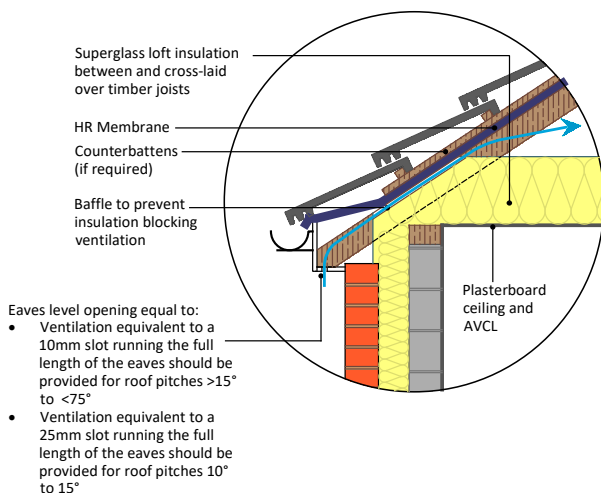 Superglass loft insulation
between and cross-laid
over timber joists
HR Membrane
Counterbattens
(if required)
Baffle to prevent
insulation blocking
ventilation
Plasterboard
ceiling and
AVCL
Eaves level opening equal to:
• Ventilation equivalent to a
10mm slot running the full
length of the eaves should be
provided for roof pitches >15°
to <75°
• Ventilation equivalent to a
25mm slot running the full
length of the eaves should be
provided for roof pitches 10°
to 15°